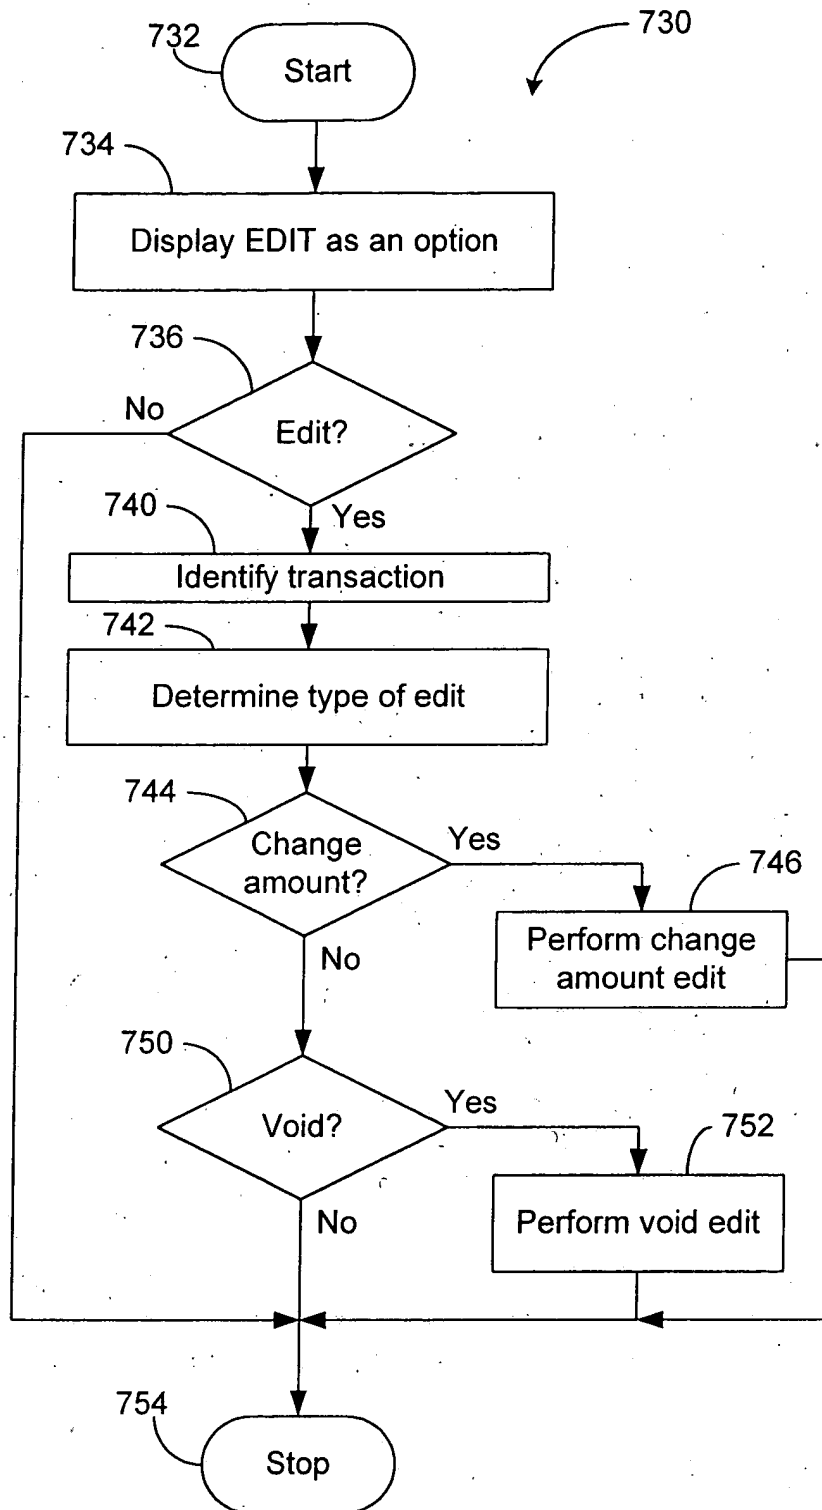 730
732
Start
734
Display EDIT as an option
736
No
Edit?
Yes
740
Identify transaction
742
Determine type of edit
744
Change
amount?
Yes
746
Perform change
amount edit
No
750
Void?
Yes
752
Perform void edit
No
754
Stop